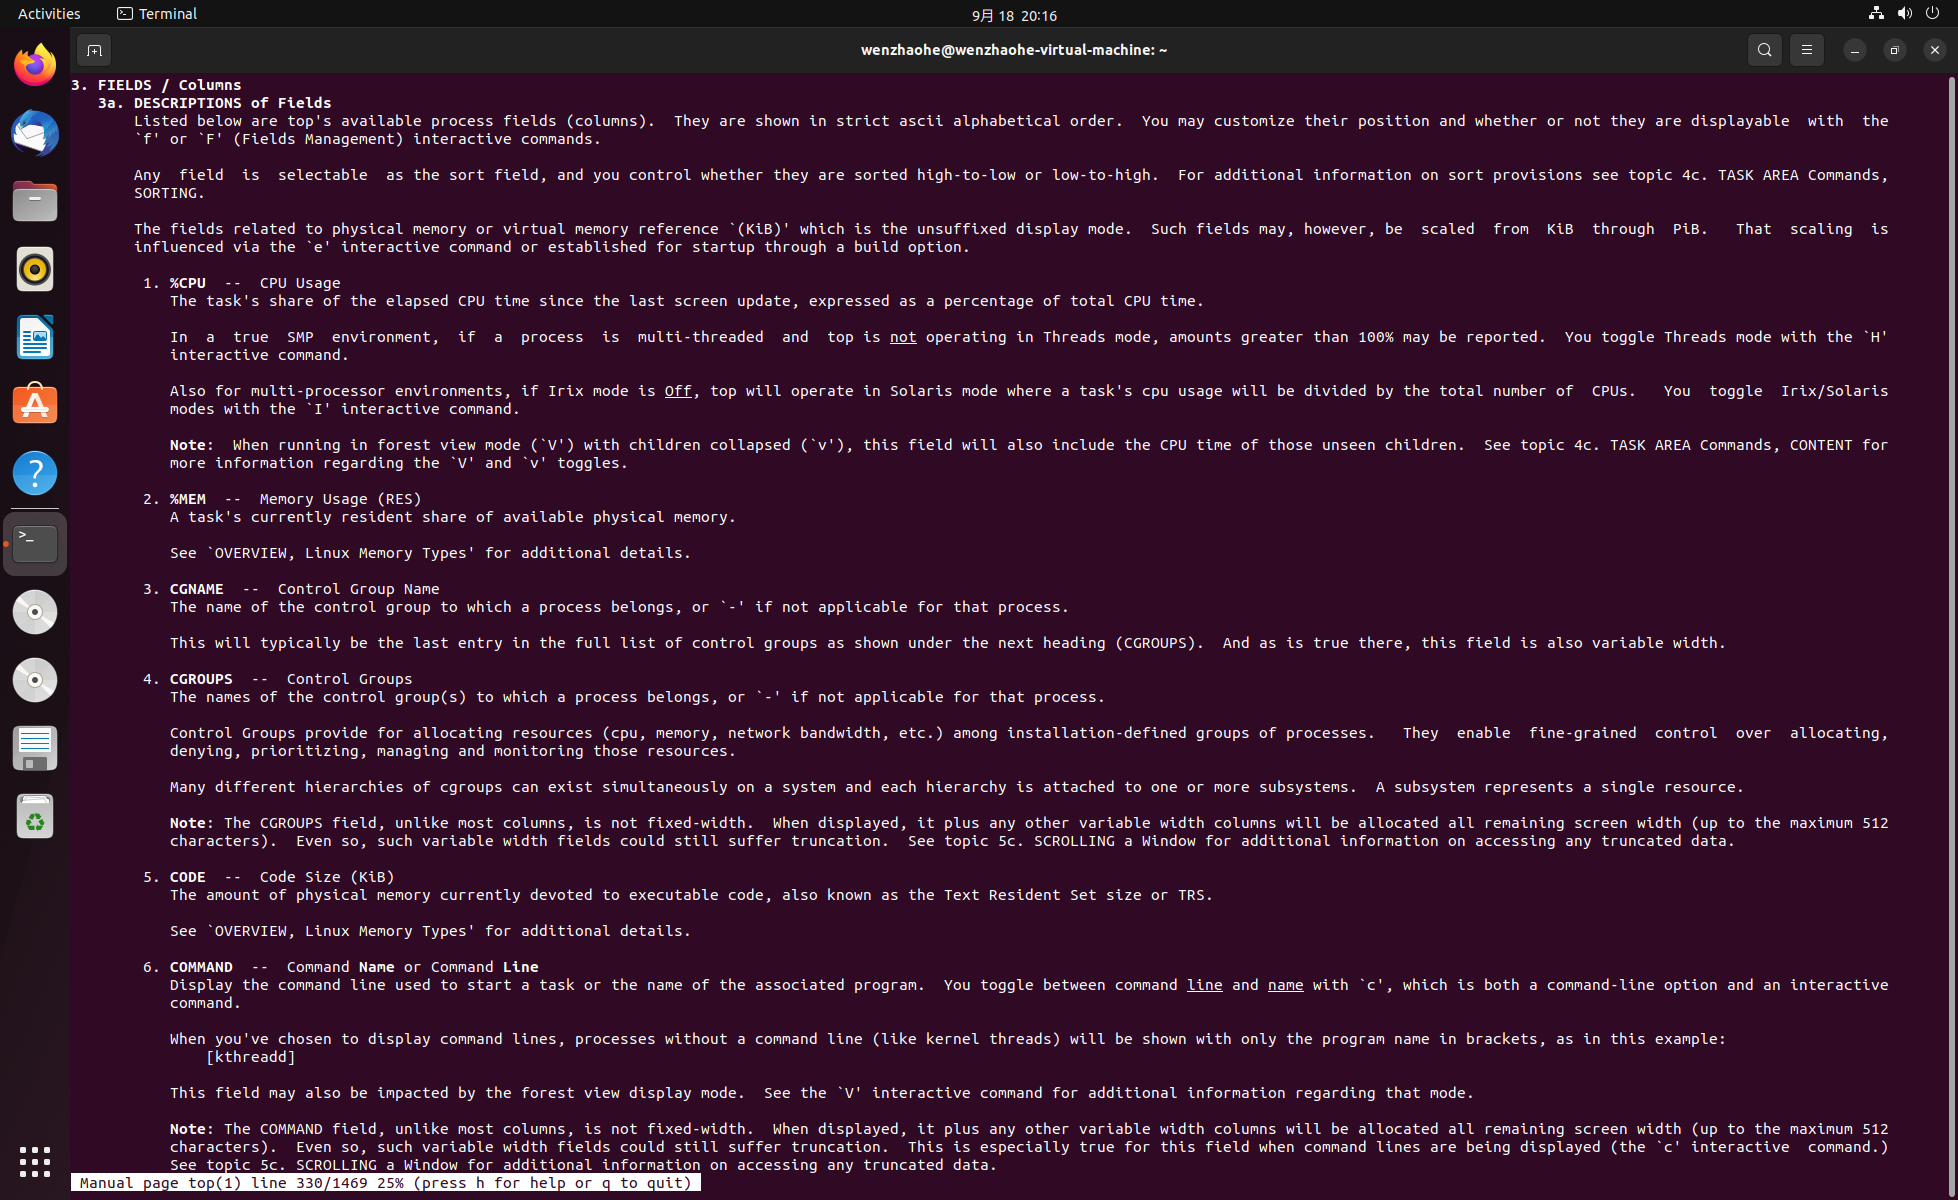 Activities
Terminal
9月 18 20:16
wenzhaohe@wenzhaohe-virtual-machine: ~
3. FIELDS / Columns
3a. DESCRIPTIONS of Fields
Listed below are top's available process fields (columns). They are shown in strict ascii alphabetical order. You may customize their position and whether or not they are displayable with the
`f' or `F' (Fields Management) interactive commands.
Any field is selectable as the sort field, and you control whether they are sorted high-to-low or low-to-high. For additional information on sort provisions see topic 4c. TASK AREA Commands,
SORTING.
The fields related to physical memory or virtual memory reference `(KiB)' which is the unsuffixed display mode. Such fields may, however, be scaled from KiB through PiB. That scaling is
influenced via the `e' interactive command or established for startup through a build option.
1. %CPU -- CPU Usage
The task's share of the elapsed CPU time since the last screen update, expressed as a percentage of total CPU time.
In a true SMP environment, if a process is multi-threaded and top is not operating in Threads mode, amounts greater than 100% may be reported. You toggle Threads mode with the `H'
interactive command.
Also for multi-processor environments, if Irix mode is Off, top will operate in Solaris mode where a task's cpu usage will be divided by the total number of CPUs. You toggle Irix/Solaris
modes with the `I' interactive command.
Note: When running in forest view mode (`V') with children collapsed (`v'), this field will also include the CPU time of those unseen children. See topic 4c. TASK AREA Commands, CONTENT for
more information regarding the `V' and `v' toggles.
2. %MEM -- Memory Usage (RES)
A task's currently resident share of available physical memory.
See `OVERVIEW, Linux Memory Types' for additional details.
3. CGNAME -- Control Group Name
The name of the control group to which a process belongs, or `-' if not applicable for that process.
This will typically be the last entry in the full list of control groups as shown under the next heading (CGROUPS). And as is true there, this field is also variable width.
4. CGROUPS -- Control Groups
The names of the control group(s) to which a process belongs, or `-' if not applicable for that process.
Control Groups provide for allocating resources (cpu, memory, network bandwidth, etc.) among installation-defined groups of processes. They enable fine-grained control over allocating,
denying, prioritizing, managing and monitoring those resources.
Many different hierarchies of cgroups can exist simultaneously on a system and each hierarchy is attached to one or more subsystems. A subsystem represents a single resource.
Note: The CGROUPS field, unlike most columns, is not fixed-width. When displayed, it plus any other variable width columns will be allocated all remaining screen width (up to the maximum 512
characters). Even so, such variable width fields could still suffer truncation. See topic 5c. SCROLLING a Window for additional information on accessing any truncated data.
5. CODE -- Code Size (KiB)
The amount of physical memory currently devoted to executable code, also known as the Text Resident Set size or TRS.
See `OVERVIEW, Linux Memory Types' for additional details.
6. COMMAND -- Command Name or Command Line
Display the command line used to start a task or the name of the associated program. You toggle between command line and name with `c', which is both a command-line option and an interactive
command.
When you've chosen to display command lines, processes without a command line (like kernel threads) will be shown with only the program name in brackets, as in this example:
[kthreadd]
This field may also be impacted by the forest view display mode. See the `V' interactive command for additional information regarding that mode.
Note: The COMMAND field, unlike most columns, is not fixed-width. When displayed, it plus any other variable width columns will be allocated all remaining screen width (up to the maximum 512
characters). Even so, such variable width fields could still suffer truncation. This is especially true for this field when command lines are being displayed (the `c' interactive command.)
See topic 5c. SCROLLING a Window for additional information on accessing any truncated data.
Manual page top(1) line 330/1469 25% (press h for help or q to quit)